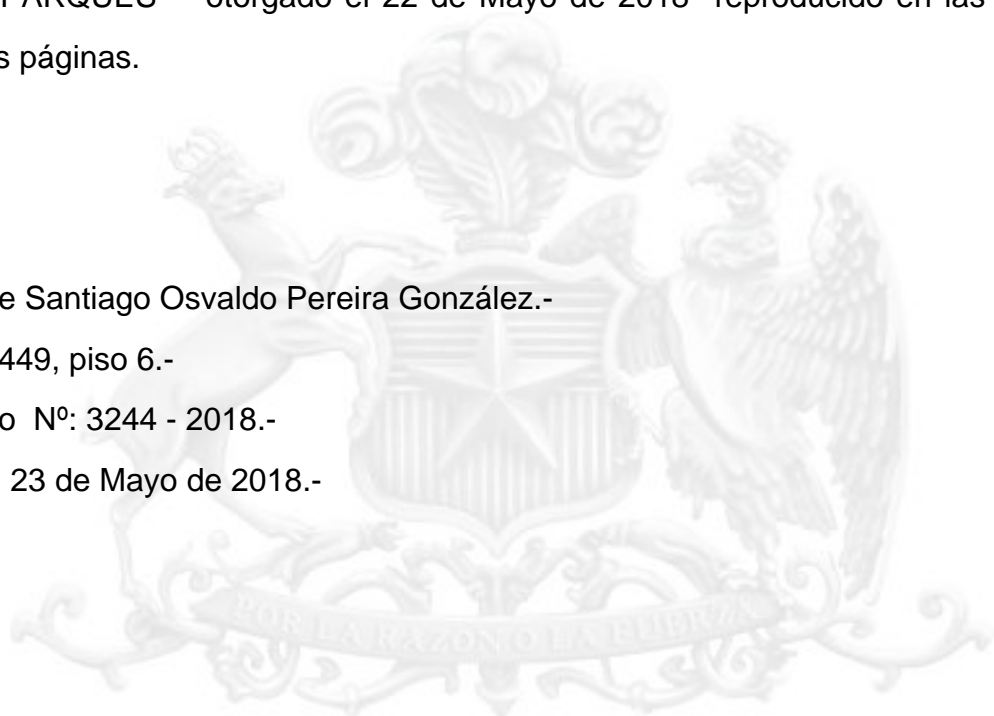 PARQUES otorgado el 22 de Mayo de 2018 reproducido en las
s páginas.
e Santiago Osvaldo Pereira González.-
449, piso 6.-
o Nº: 3244 - 2018.-
23 de Mayo de 2018.-
POR LA RAZON O LA FUERZA